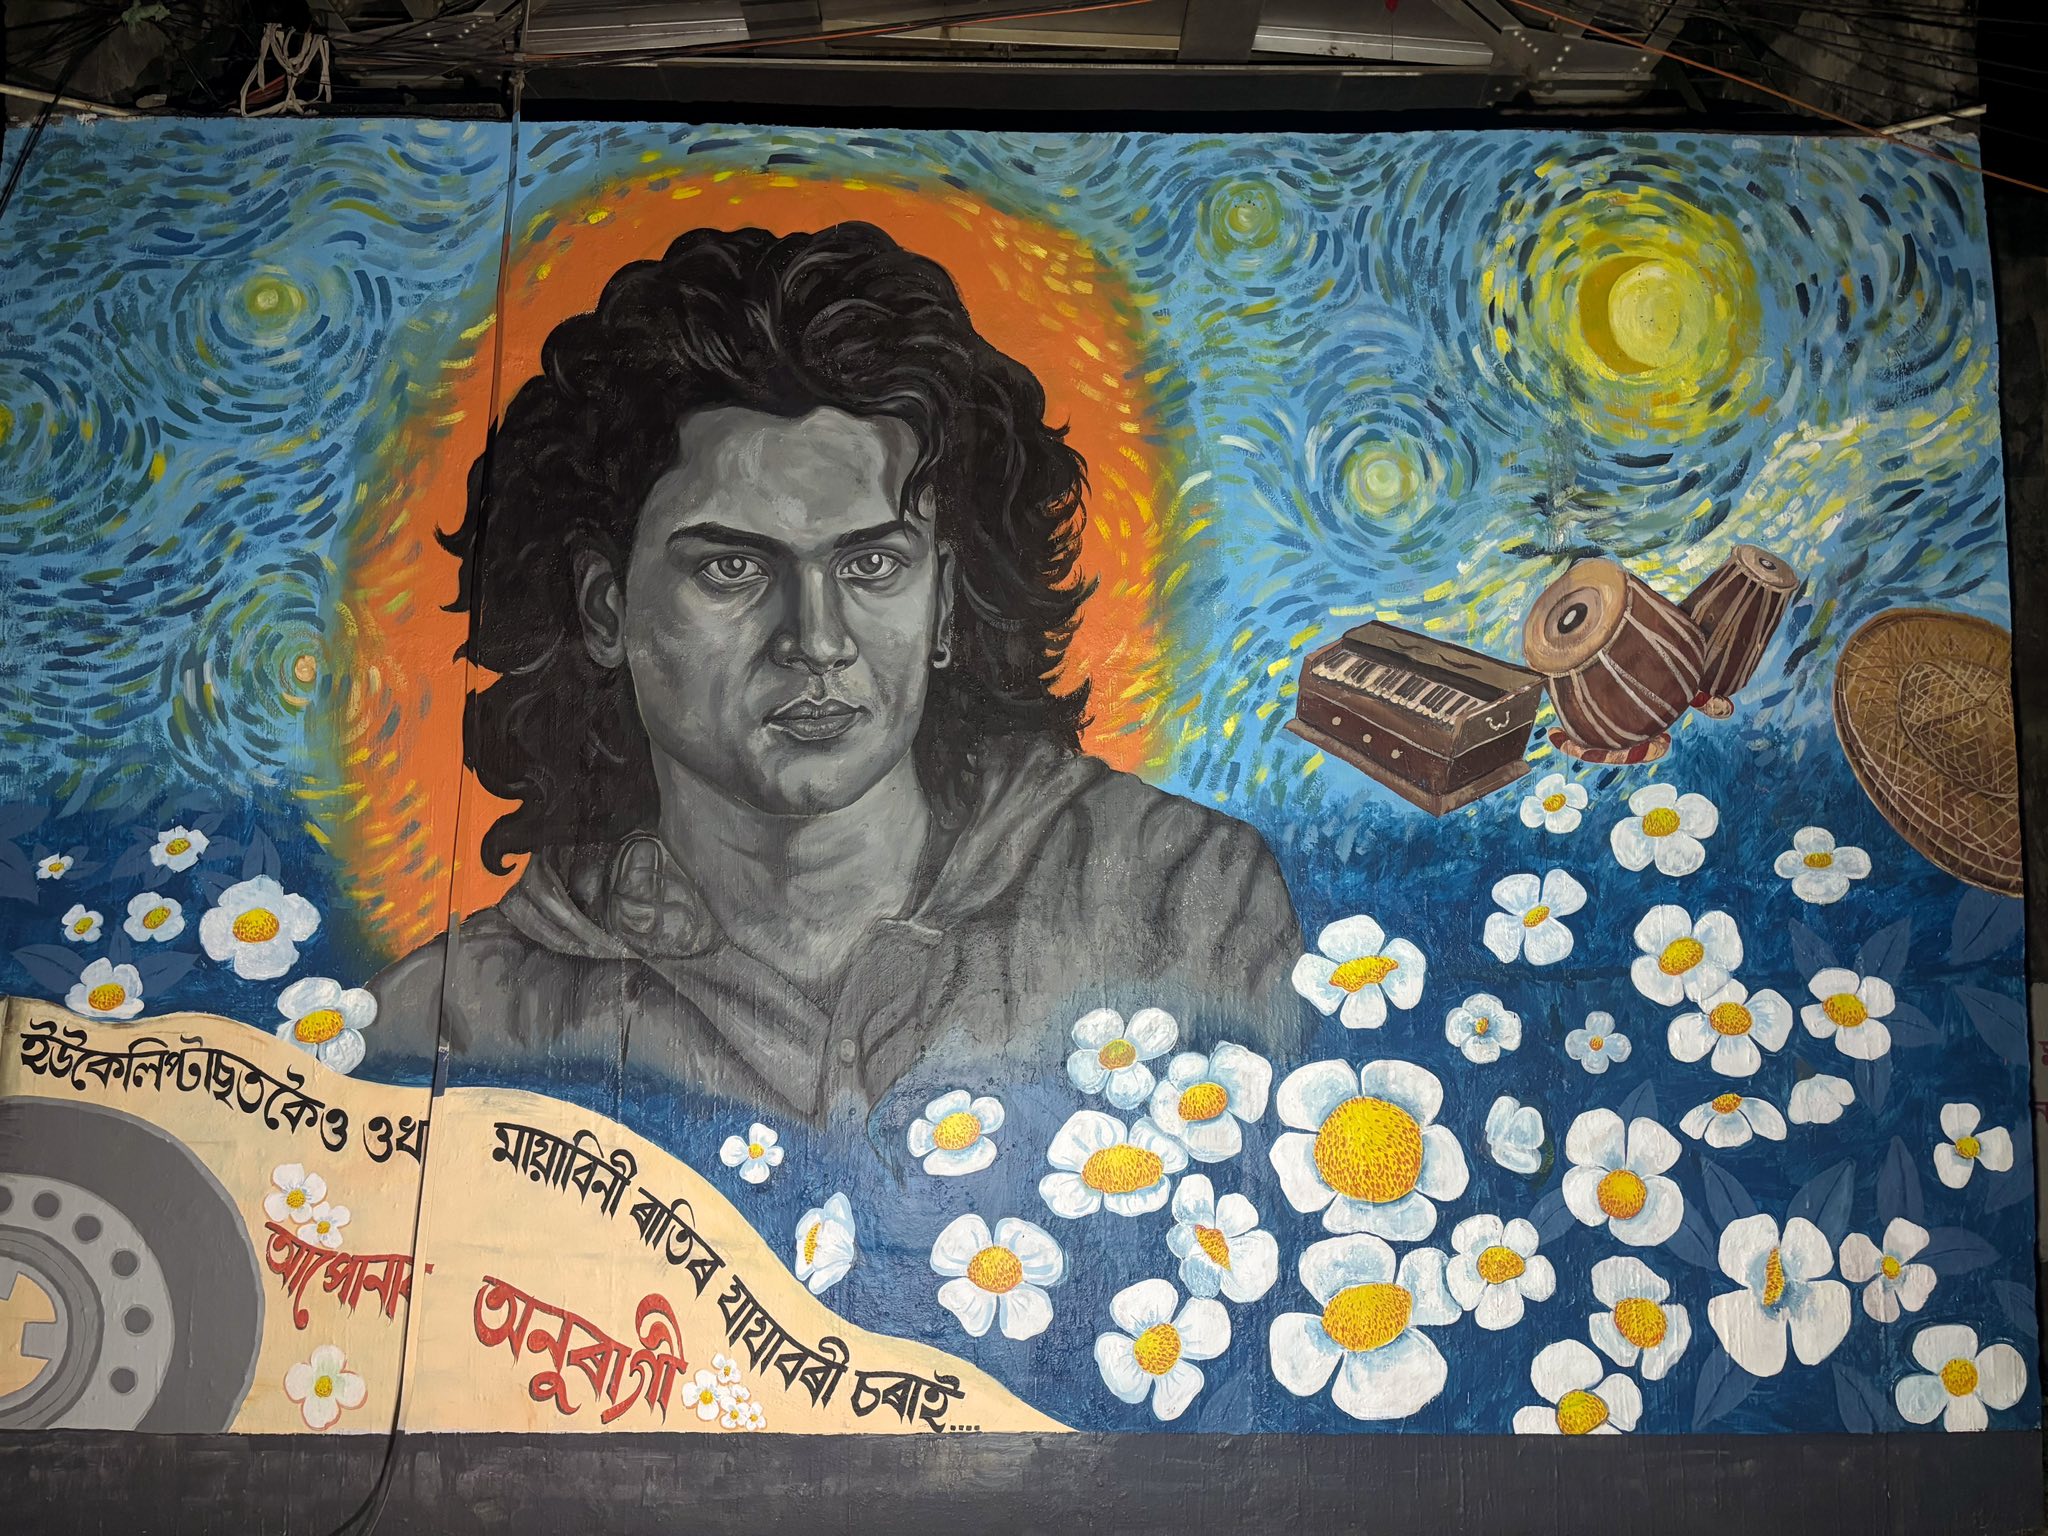 ইউকেলিপ্টাছতকৈও ওখ
মায়াবিনী ৰাতিৰ যাযাবৰী চৰাই....
আপোনাৰ
অনুৰাগী